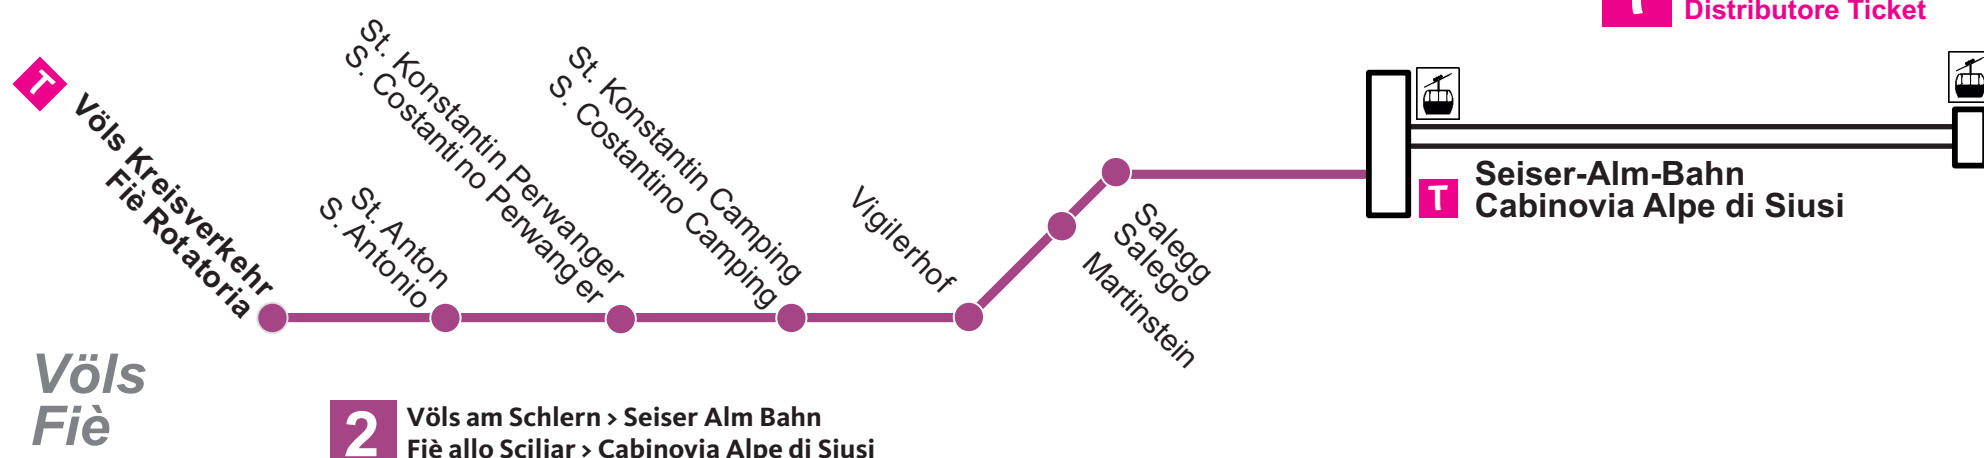 T
Distributore Ticket
T
Völs Kreisverkehr
Fiè Rotatoria
St. Anton
S. Antonio
St. Konstantin Perwanger
S. Costantino Perwanger
St. Konstantin Camping
S. Costantino Camping
Vigilerhof
Martinstein
Salegg
Salego
T
Seiser-Alm-Bahn
Cabinovia Alpe di Siusi
Völs
Fiè
2
Völs am Schlern > Seiser Alm Bahn
Fiè allo Sciliar > Cabinovia Alpe di Siusi